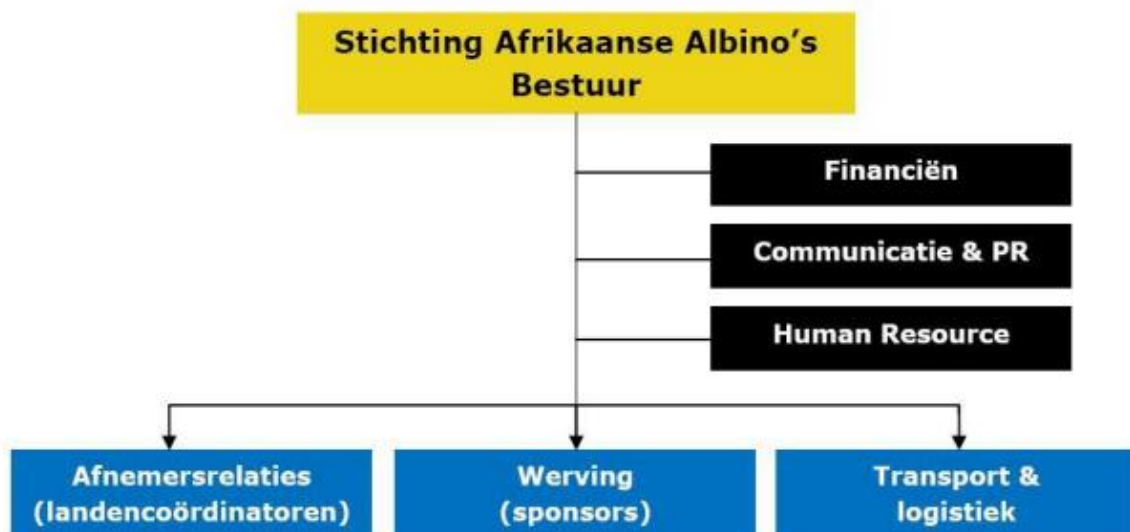 Stichting Afrikaanse Albino’s
Bestuur
Financiën
Communicatie & PR
Human Resource
Afnemersrelaties
(landencoördinatoren)
Werving
(sponsors)
Transport &
logistiek